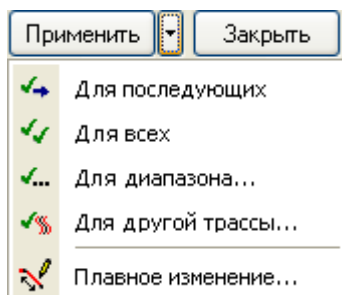 Применить Закрыть
Для последующих
Для всех
Для диапазона...
Для другой трассы...
Плавное изменение...